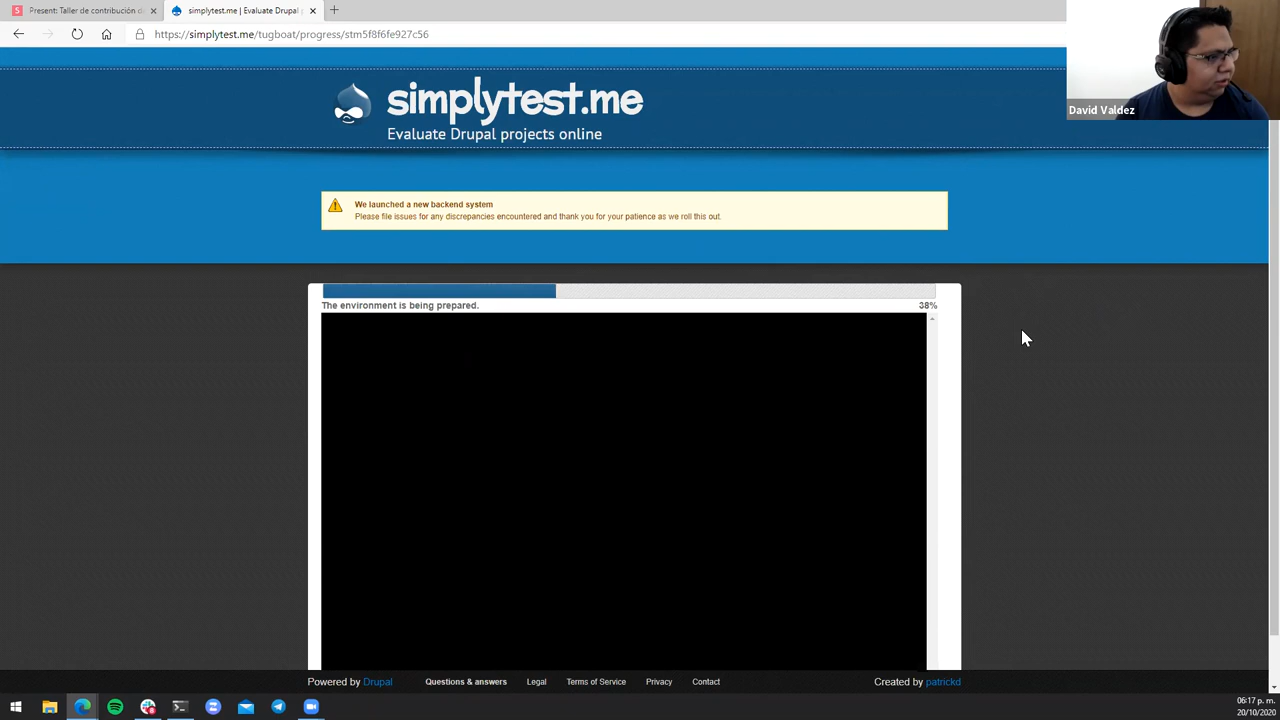 Present: Taller de contribución d
simplytest.me | Evaluate Drupal p
https://simplytest.me/tugboat/progress/stm5f8f6fe927c56
David Valdez
simplytest.me
Evaluate Drupal projects online
We launched a new backend system
Please file issues for any discrepancies encountered and thank you for your patience as we roll this out.
The environment is being prepared.
38%
Powered by Drupal
Questions & answers
Legal
Terms of Service
Privacy
Contact
Created by patrickd
06:17 p. m.
20/10/2020